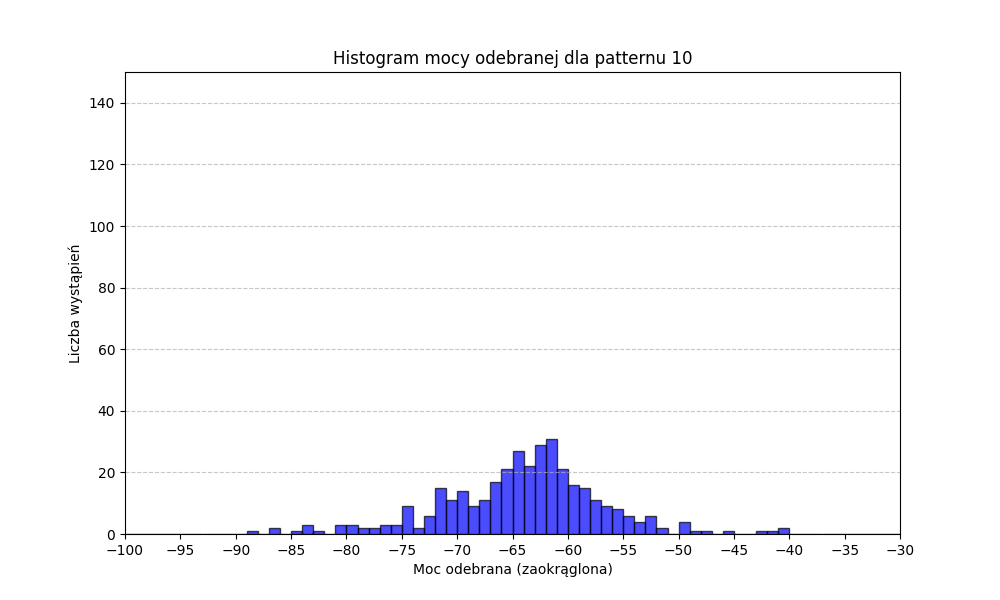 Histogram mocy odebranej dla patternu 10
Liczba wystąpień
140
120
100
80
60
40
20
0
−100 −95 −90 −85 −80 −75 −70 −65 −60 −55 −50 −45 −40 −35 −30
Moc odebrana (zaokrąglona)